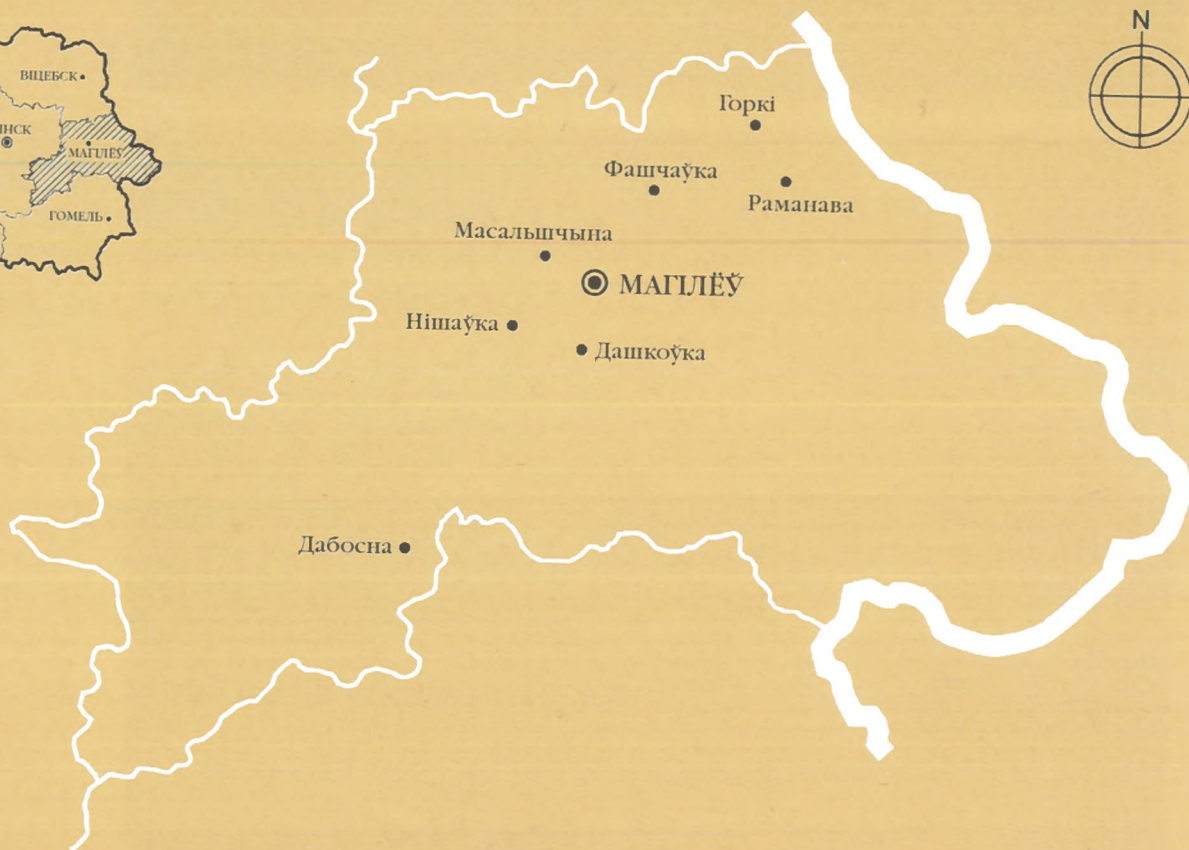 N
ВІЦЕБСК
ІНСК
МАГІЛЁЎ
ГОМЕЛЬ
Горкі
Фашчаўка
Раманава
Масальшчына
МАГІЛЁЎ
Нішаўка
Дашкоўка
Дабосна